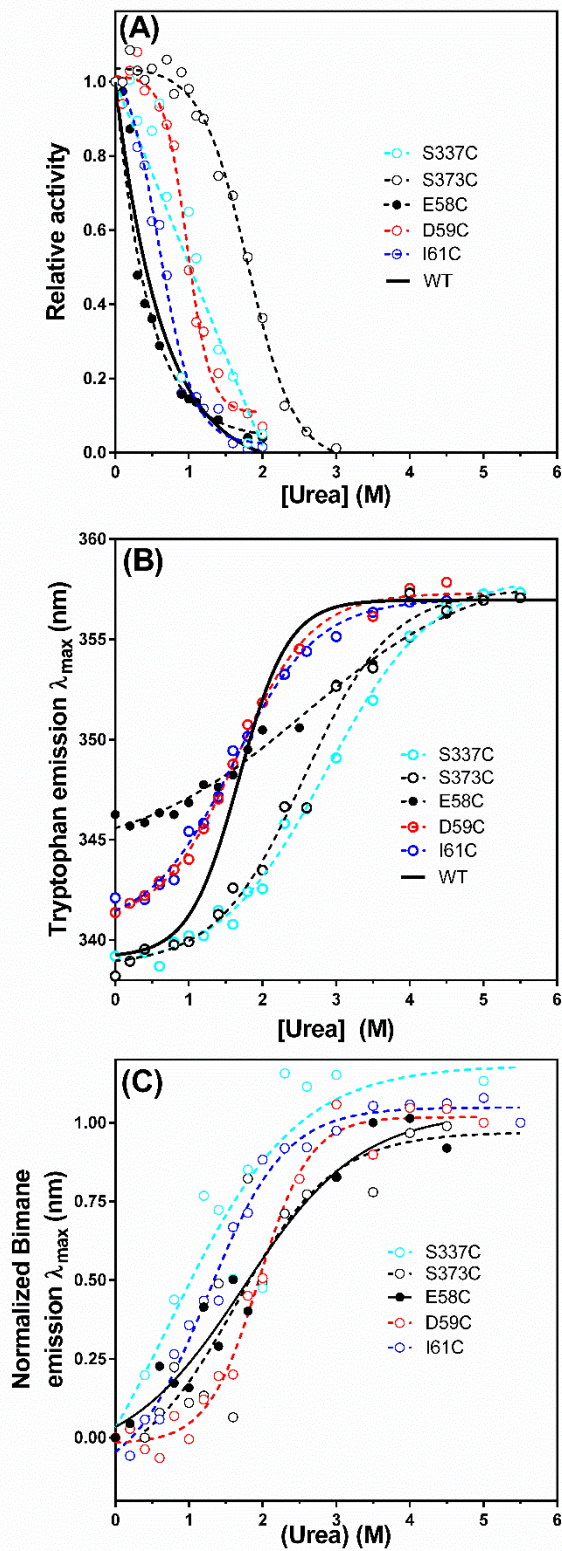 (A)
Relative activity
1.0
0.8
0.6
0.4
0.2
0.0
S337C
S373C
E58C
D59C
I61C
WT
0 1 2 3 4 5 6
[Urea] (M)
(B)
Tryptophan emission λmax (nm)
360
355
350
345
340
S337C
S373C
E58C
D59C
I61C
WT
0 1 2 3 4 5 6
[Urea] (M)
(C)
Normalized Bimane
emission λmax (nm)
1.00
0.75
0.50
0.25
0.00
S337C
S373C
E58C
D59C
I61C
0 1 2 3 4 5 6
(Urea) (M)